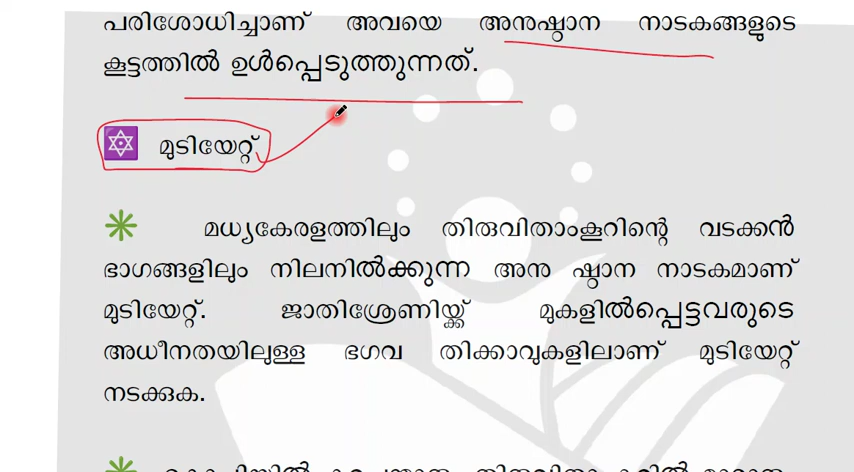 പരിശോധിച്ചാണ് അവയെ അനുഷ്ഠാന നാടകങ്ങളുടെ
കൂട്ടത്തിൽ ഉൾപ്പെടുത്തുന്നത്.
മുടിയേറ്റ്
മധ്യകേരളത്തിലും തിരുവിതാംകൂറിന്റെ വടക്കൻ
ഭാഗങ്ങളിലും നിലനിൽക്കുന്ന അനു ഷ്ഠാന നാടകമാണ്
മുടിയേറ്റ്. ജാതിശ്രേണിയ്ക്ക് മുകളിൽപ്പെട്ടവരുടെ
അധീനതയിലുള്ള ഭഗവ തിക്കാവുകളിലാണ് മുടിയേറ്റ്
നടക്കുക.